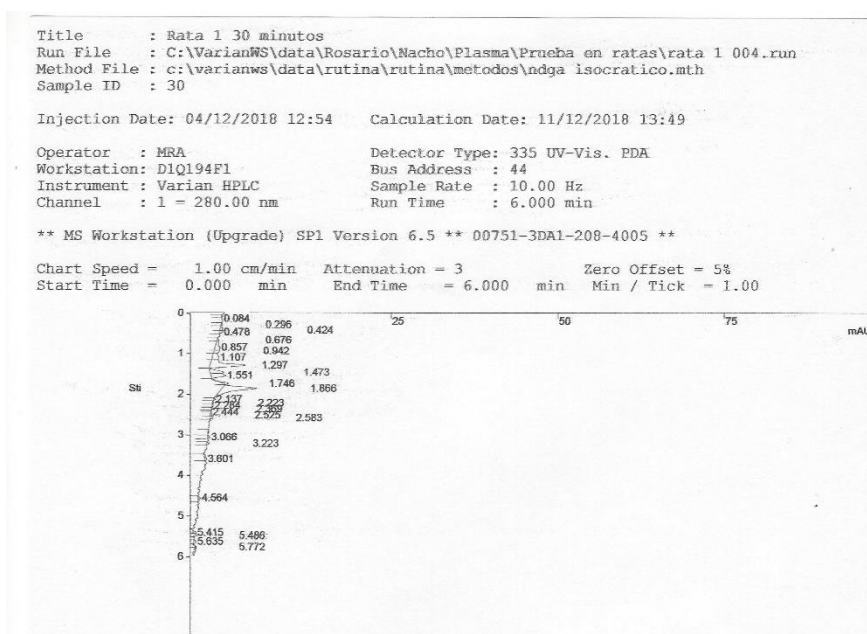 Title : Rata 1 30 minutos
Run File : C:\VarianWS\data\Rosario\Nacho\Plasma\Prueba en ratas\rata 1 004.run
Method File : c:\varianws\data\rutina\rutina\metodos\ndga isocratico.mth
Sample ID : 30
Injection Date: 04/12/2018 12:54 Calculation Date: 11/12/2018 13:49
Operator : MRA Detector Type: 335 UV-Vis. PDA
Workstation: D1Q194F1 Bus Address : 44
Instrument : Varian HPLC Sample Rate : 10.00 Hz
Channel : 1 = 280.00 nm Run Time : 6.000 min
** MS Workstation (Upgrade) SP1 Version 6.5 ** 00751-3DA1-208-4005 **
Chart Speed = 1.00 cm/min Attenuation = 3 Zero Offset = 5%
Start Time = 0.000 min End Time = 6.000 min Min / Tick = 1.00
0 25 50 75 mAU
0.084
0.296
0.478 0.424
0.676
0.857
0.942
1 1.107
1.297
1.473
1.551
1.746
Sti 1.866
2
2.137 2.223
2.284 2.369
2.444 2.525 2.583
3 3.066
3.223
3.601
4
4.564
5
5.415 5.486
5.635
5.772
6